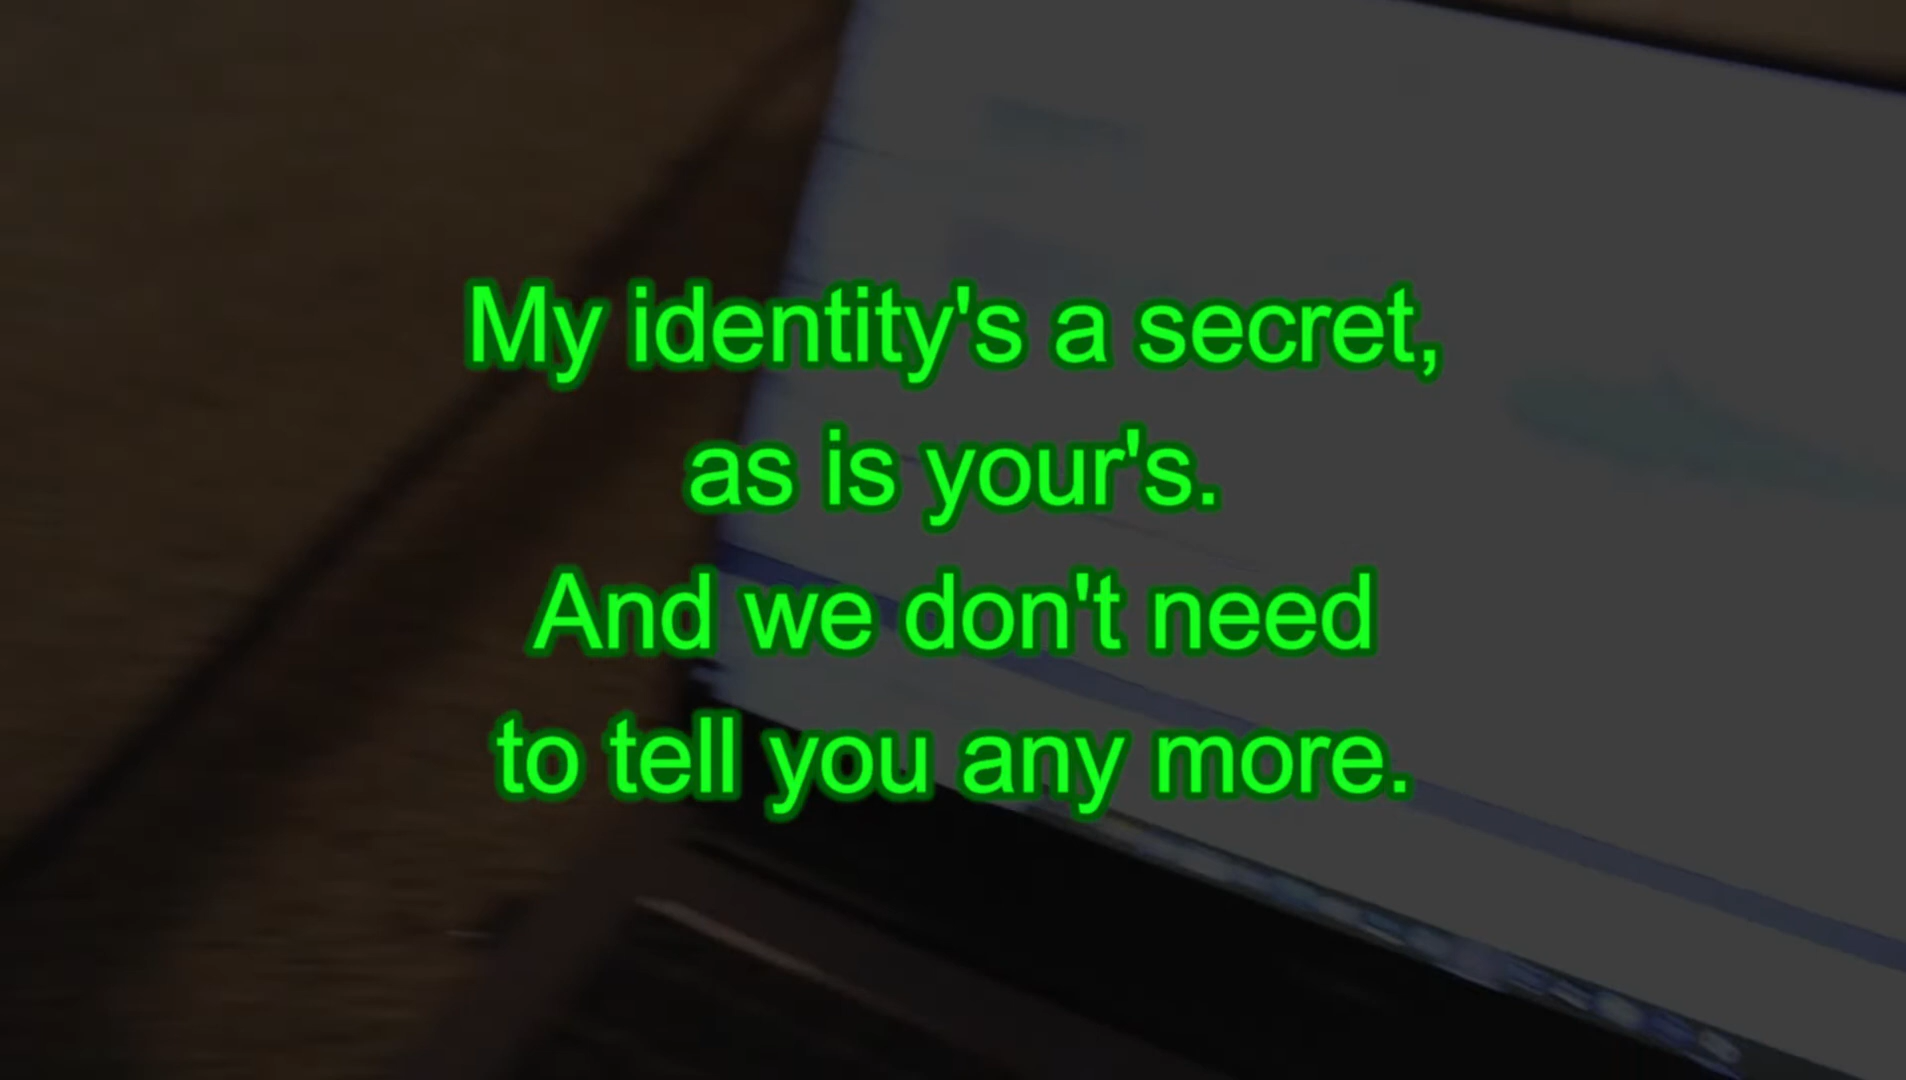 My identity's a secret,
as is your's.
And we don't need
to tell you any more.